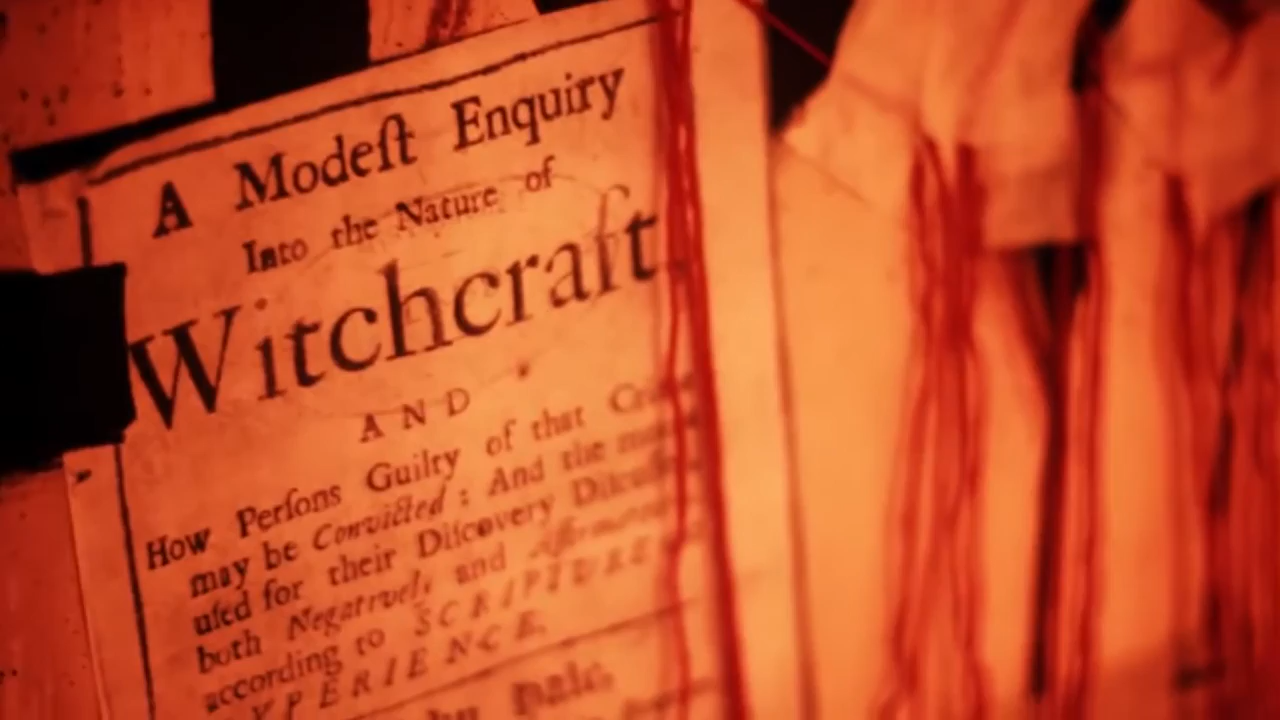 A Modeſt Enquiry
Into the Nature of
Witchcraft,
AND
How Perſons Guilty of that
may be Convicted : And the
uſed for their Diſcovery
both Negatively and Affirmatively
according to SCRIPTURE